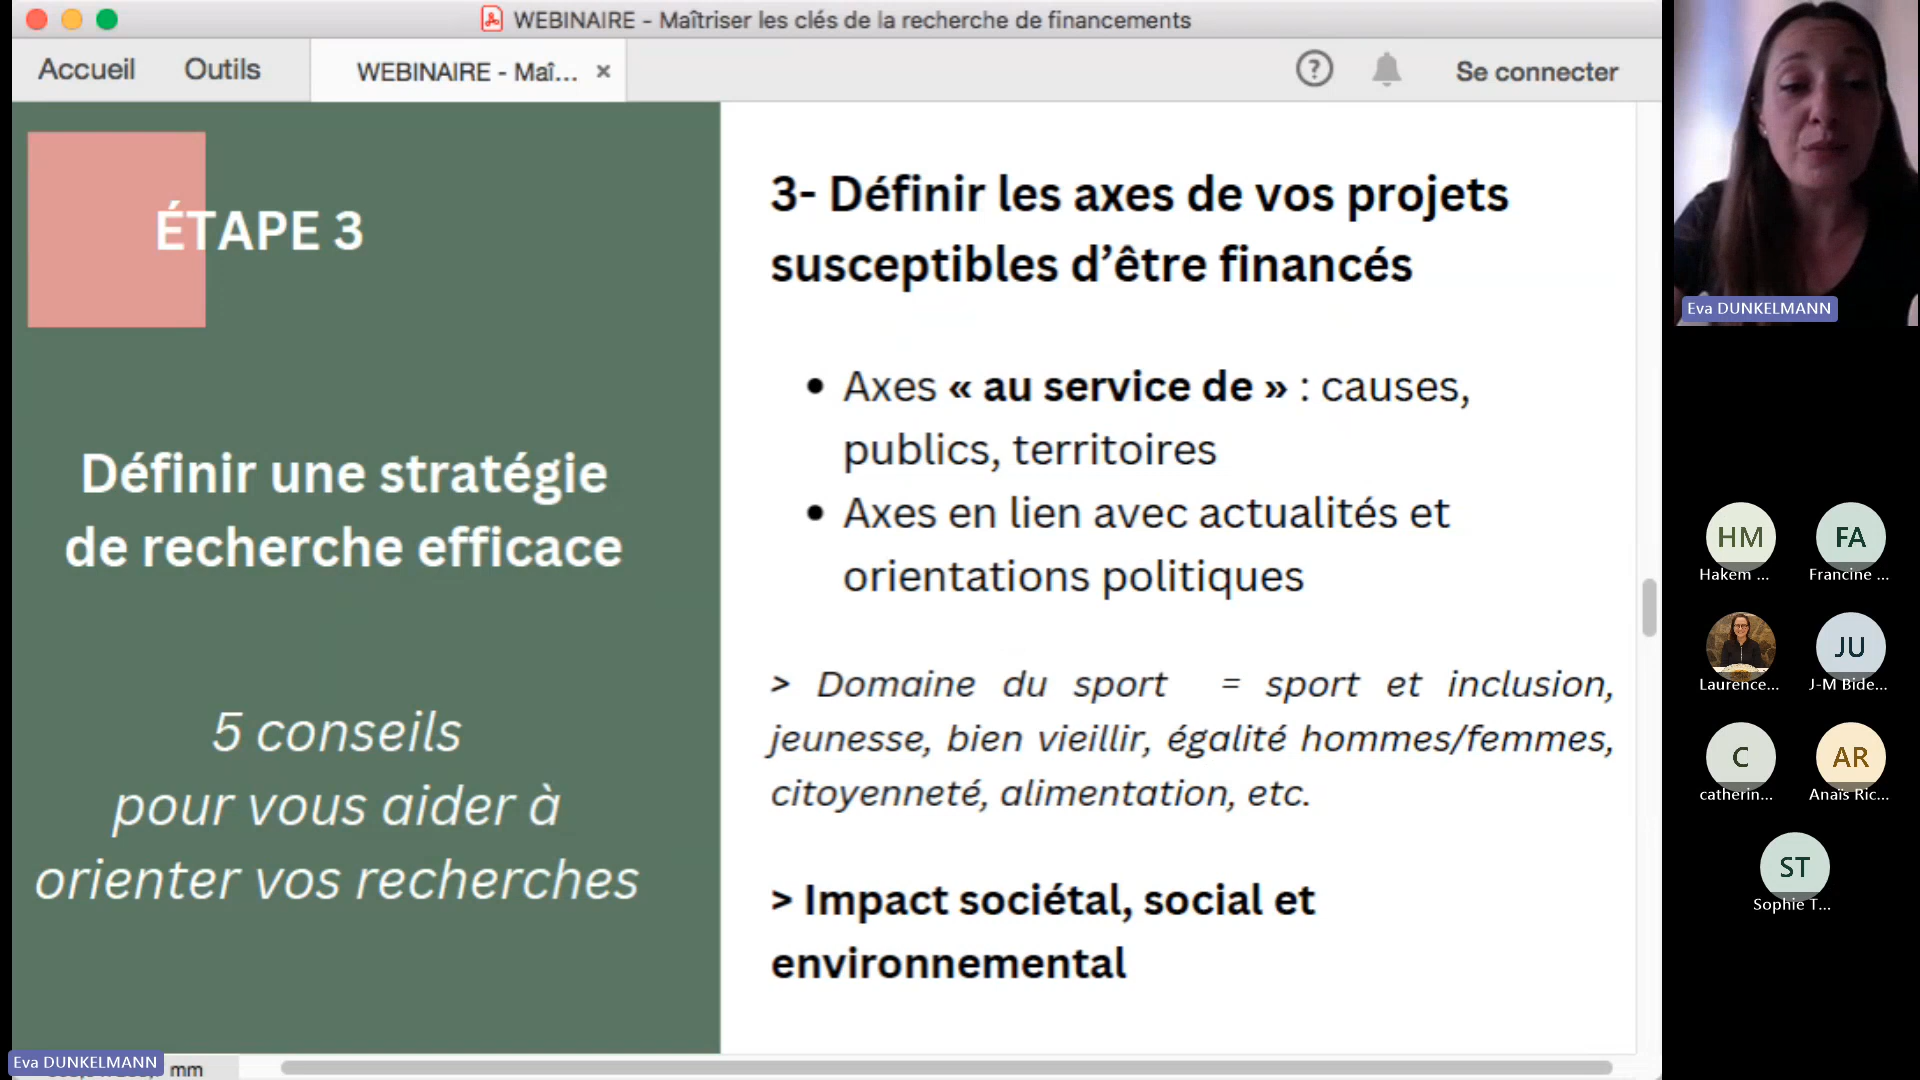 WEBINAIRE - Maîtriser les clés de la recherche de financements
Accueil
Outils
WEBINAIRE - Maî... ×
?
Se connecter
ÉTAPE 3
Définir une stratégie
de recherche efficace
5 conseils
pour vous aider à
orienter vos recherches
3- Définir les axes de vos projets
susceptibles d’être financés
• Axes « au service de » : causes,
publics, territoires
• Axes en lien avec actualités et
orientations politiques
> Domaine du sport = sport et inclusion,
jeunesse, bien vieillir, égalité hommes/femmes,
citoyenneté, alimentation, etc.
> Impact sociétal, social et
environnemental
Eva DUNKELMANN
mm
Eva DUNKELMANN
HM
Hakem ...
FA
Francine ...
Laurence...
JU
J-M Bide...
C
catherin...
AR
Anaïs Ric...
ST
Sophie T...